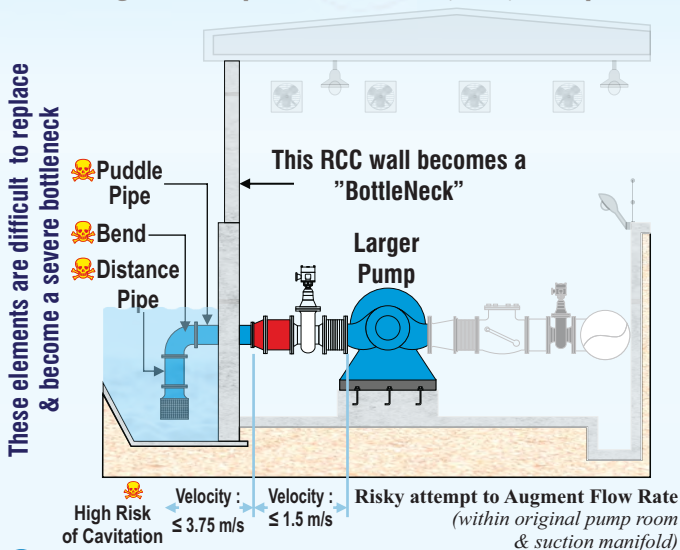 These elements are difficult to replace
& become a severe bottleneck
Puddle
Pipe
Bend
Distance
Pipe
This RCC wall becomes a
”BottleNeck”
Larger
Pump
High Risk
of Cavitation
Velocity :
≤ 3.75 m/s
Velocity :
≤ 1.5 m/s
Risky attempt to Augment Flow Rate
(within original pump room
& suction manifold)